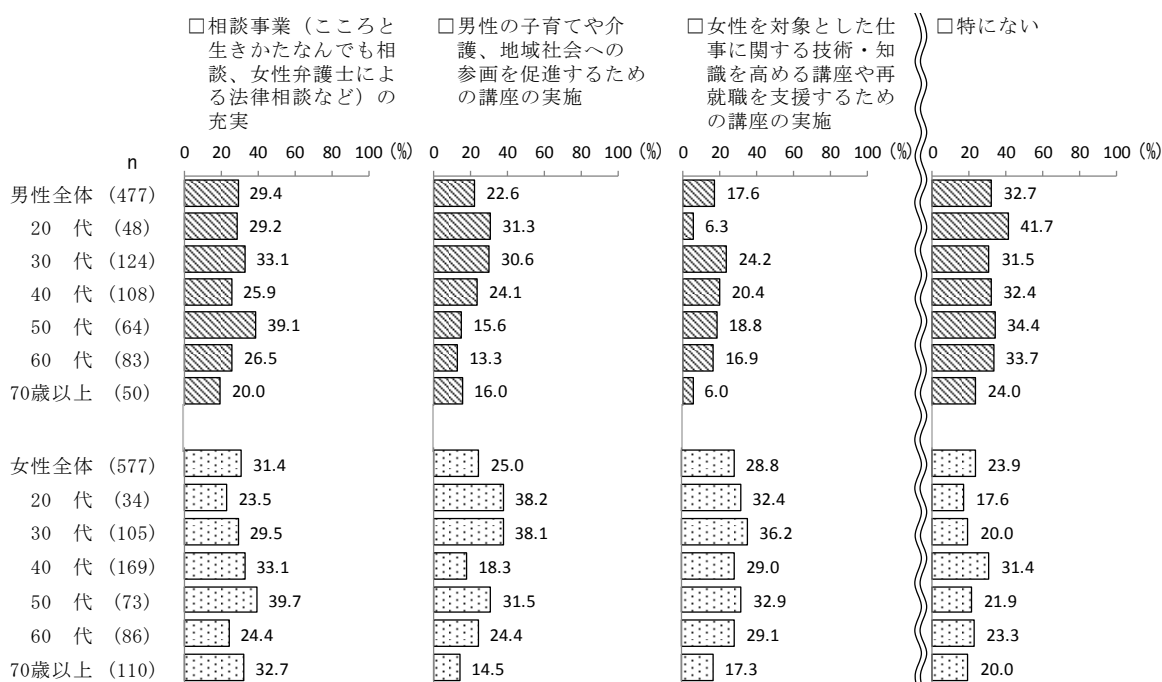 □相談事業（こころと
生きかたなんでも相
談、女性弁護士によ
る法律相談など）の
充実
□男性の子育てや介
護、地域社会への
参画を促進するため
の講座の実施
□女性を対象とした仕
事に関する技術・知
識を高める講座や再
就職を支援するため
の講座の実施
□特にない
n
0 20 40 60 80 100 (%)
0 20 40 60 80 100 (%)
0 20 40 60 80 100 (%)
0 20 40 60 80 100 (%)
男性全体 (477) 29.4 22.6 17.6 32.7
20　代 (48) 29.2 31.3 6.3 41.7
30　代 (124) 33.1 30.6 24.2 31.5
40　代 (108) 25.9 24.1 20.4 32.4
50　代 (64) 39.1 15.6 18.8 34.4
60　代 (83) 26.5 13.3 16.9 33.7
70歳以上 (50) 20.0 16.0 6.0 24.0
女性全体 (577) 31.4 25.0 28.8 23.9
20　代 (34) 23.5 38.2 32.4 17.6
30　代 (105) 29.5 38.1 36.2 20.0
40　代 (169) 33.1 18.3 29.0 31.4
50　代 (73) 39.7 31.5 32.9 21.9
60　代 (86) 24.4 24.4 29.1 23.3
70歳以上 (110) 32.7 14.5 17.3 20.0